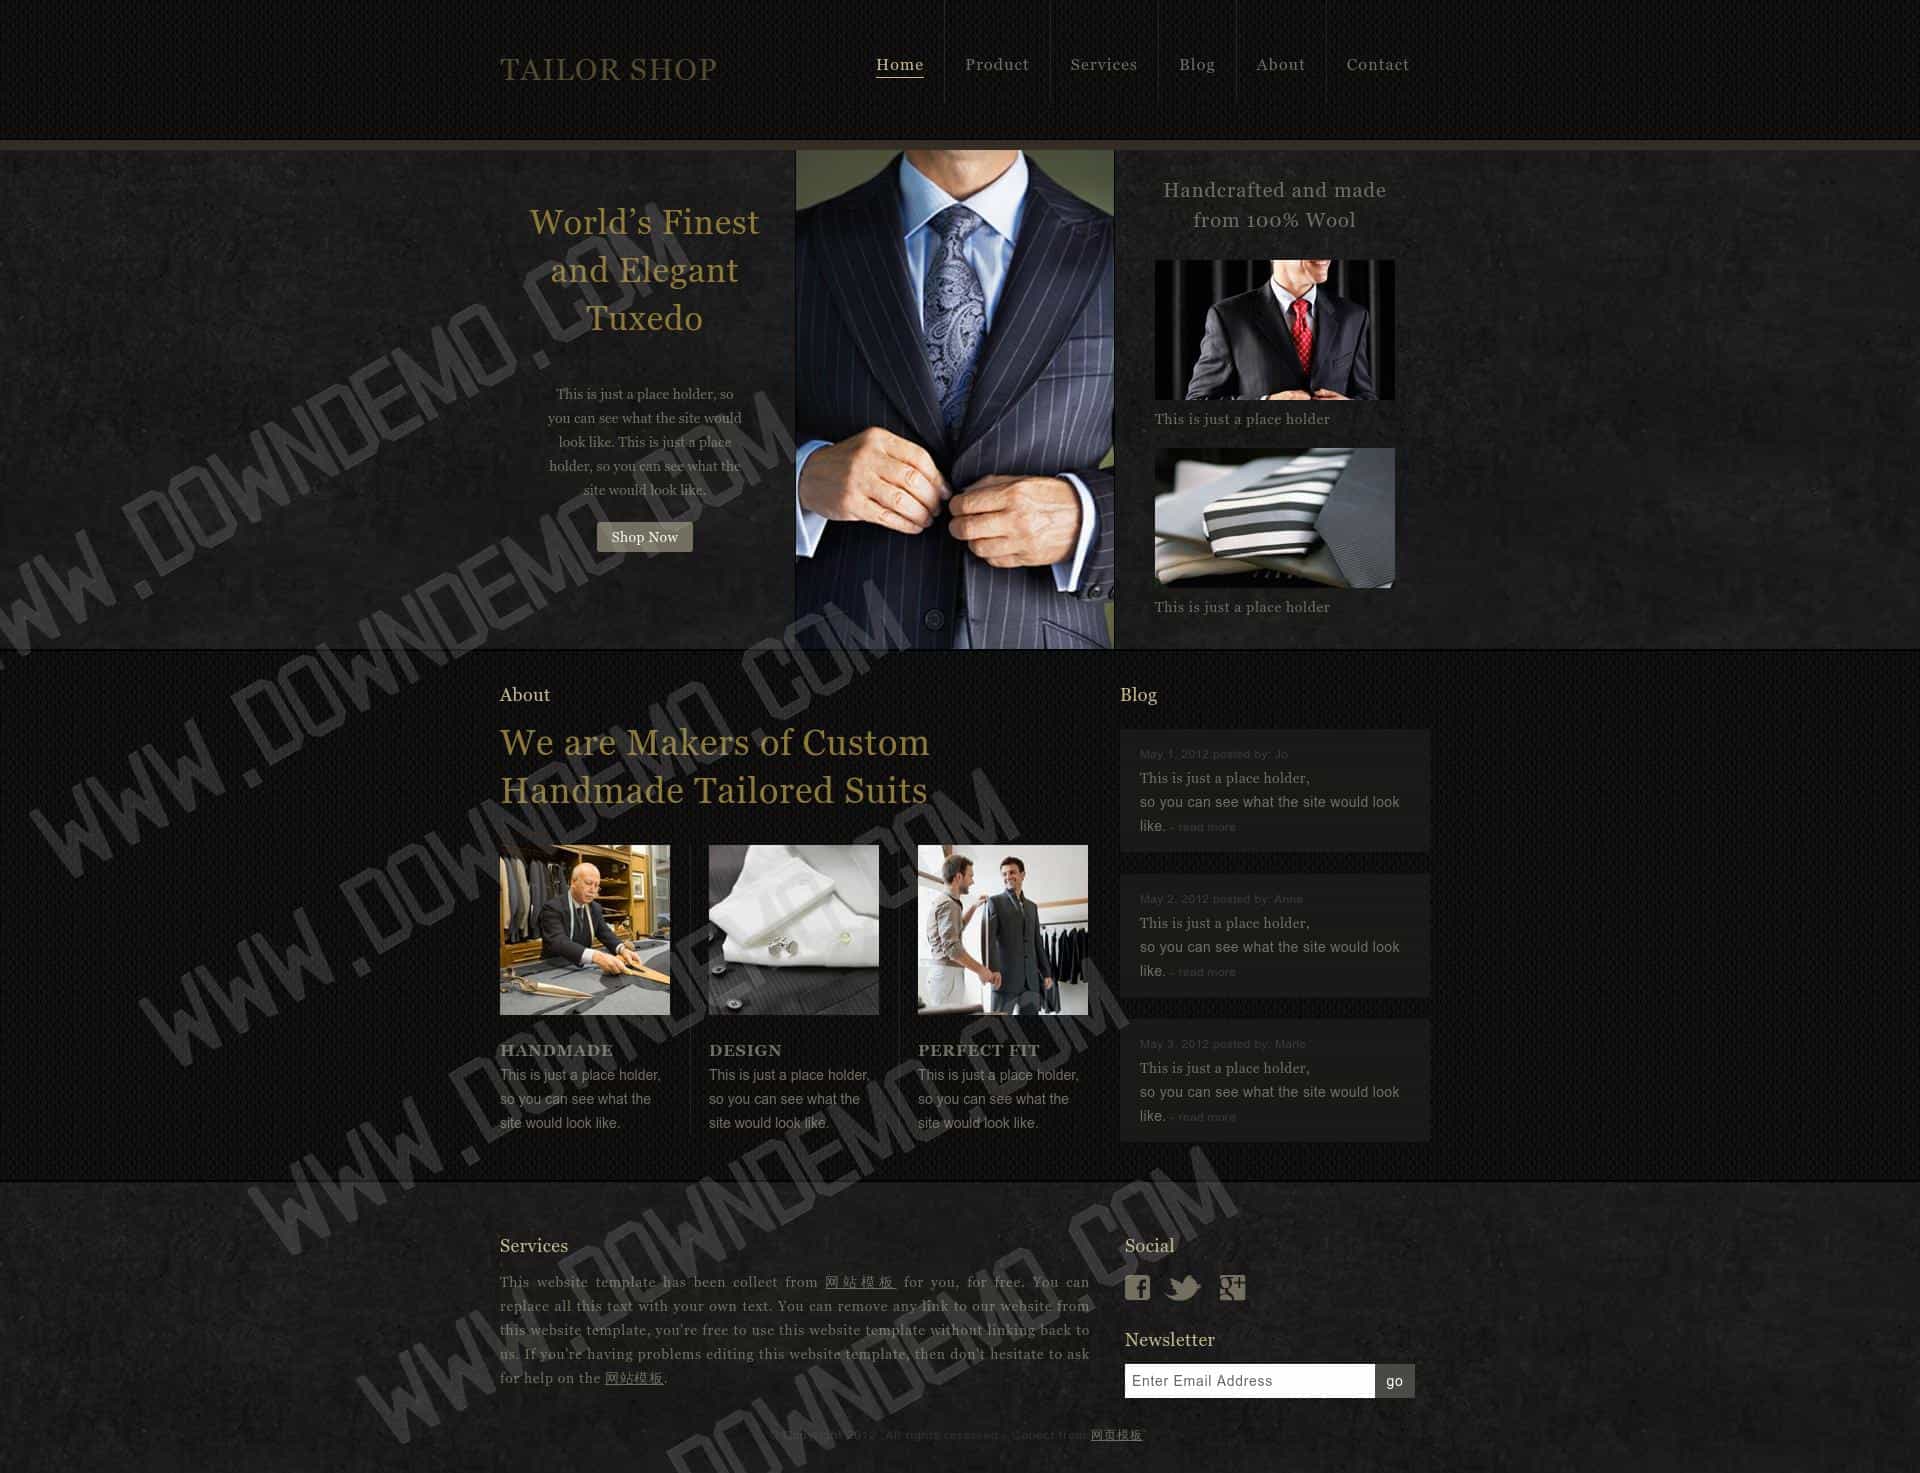 TAILOR SHOP
Home Product Services Blog About Contact
World’s Finest
and Elegant
Tuxedo
This is just a place holder, so
you can see what the site would
look like. This is just a place
holder, so you can see what the
site would look like.
Shop Now
Handcrafted and made
from 100% Wool
This is just a place holder
This is just a place holder
About
We are Makers of Custom
Handmade Tailored Suits
HANDMADE
This is just a place holder,
so you can see what the
site would look like.
DESIGN
This is just a place holder,
so you can see what the
site would look like.
PERFECT FIT
This is just a place holder,
so you can see what the
site would look like.
Blog
May 1, 2012 posted by: Jo
This is just a place holder,
so you can see what the site would look
like. - read more
May 2, 2012 posted by: Anne
This is just a place holder,
so you can see what the site would look
like. - read more
May 3, 2012 posted by: Marie
This is just a place holder,
so you can see what the site would look
like. - read more
Services
This website template has been collect from 网站模板 for you, for free. You can
replace all this text with your own text. You can remove any link to our website from
this website template, you're free to use this website template without linking back to
us. If you're having problems editing this website template, then don't hesitate to ask
for help on the 网站模板.
Social
Newsletter
Enter Email Address
go
© Copyright 2012. All rights reserved - Collect from 网页模板
WWW.DOWNDEMO.COM
WWW.DOWNDEMO.COM
WWW.DOWNDEMO.COM
WWW.DOWNDEMO.COM
WWW.DOWNDEMO.COM
WWW.DOWNDEMO.COM
DOWNDEMO.COM